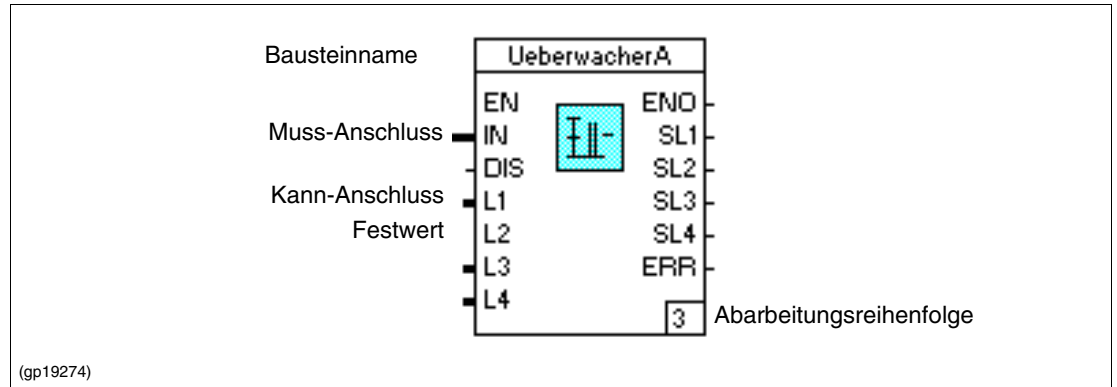 Bausteinname UeberwacherA
EN ENO
Muss-Anschluss IN SL1
DIS SL2
Kann-Anschluss L1 SL3
Festwert L2 SL4
L3 ERR
L4
3 Abarbeitungsreihenfolge
(gp19274)